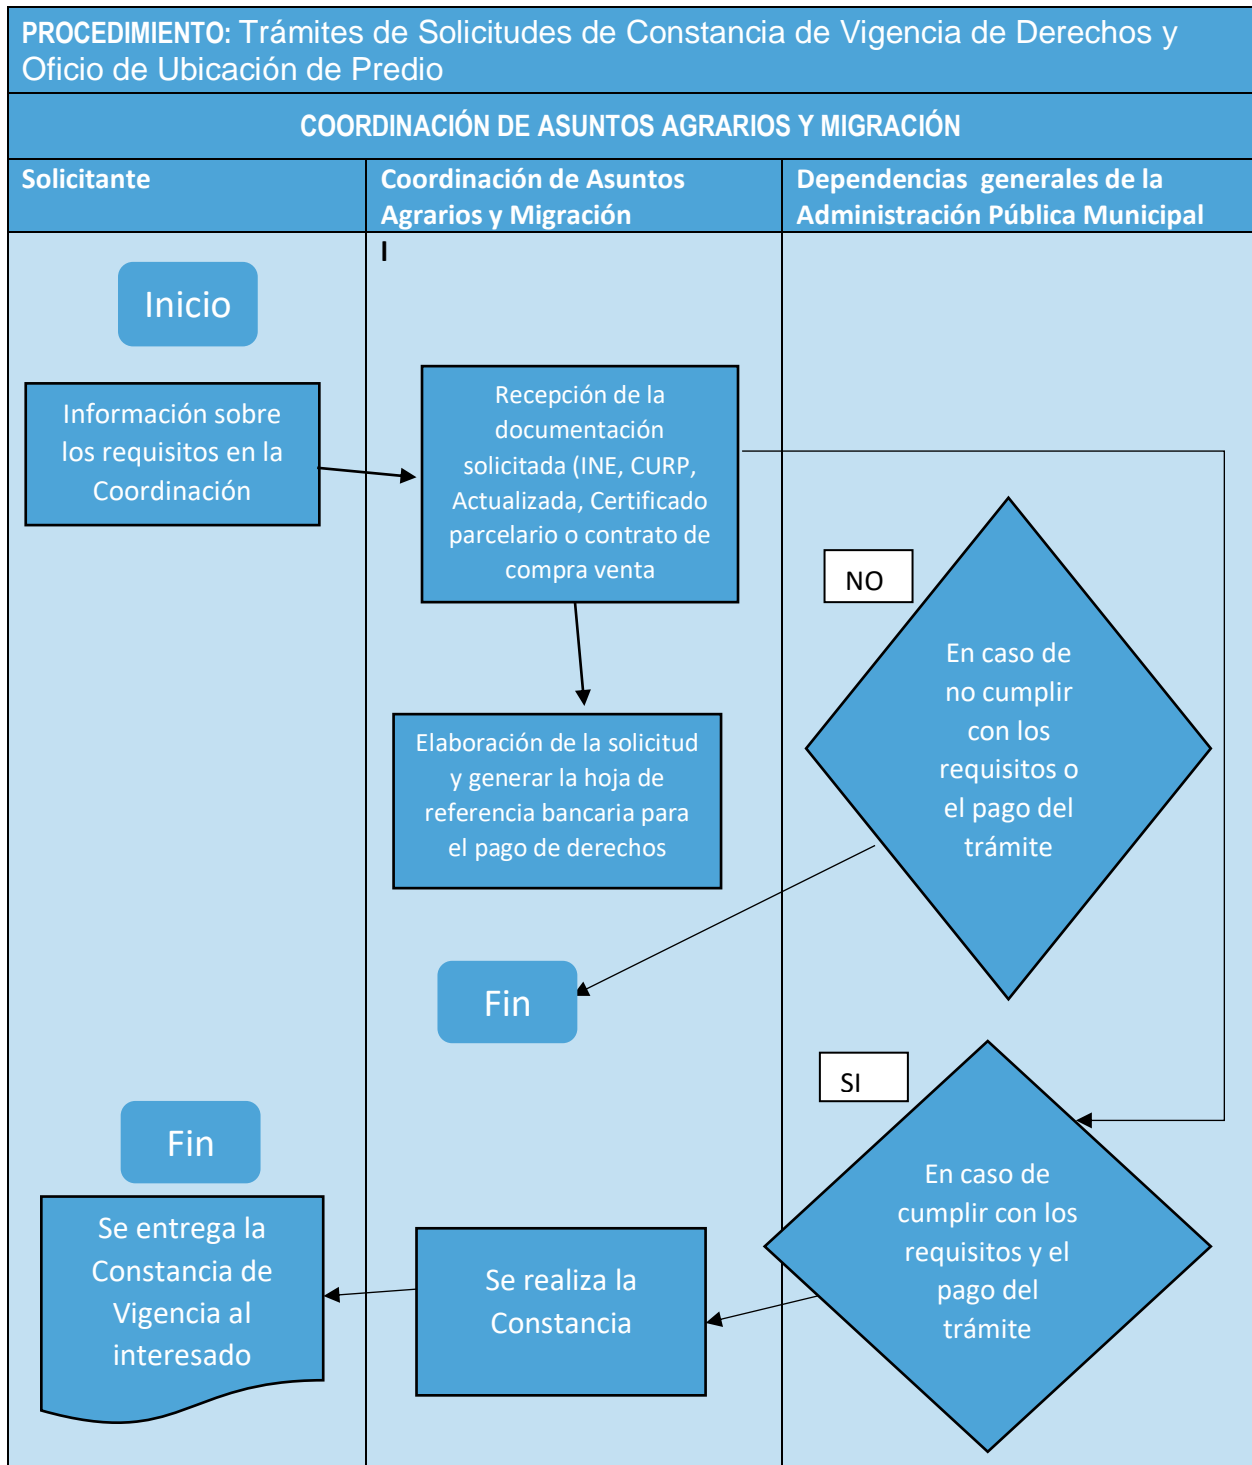 PROCEDIMIENTO: Trámites de Solicitudes de Constancia de Vigencia de Derechos y
Oficio de Ubicación de Predio
COORDINACIÓN DE ASUNTOS AGRARIOS Y MIGRACIÓN
Solicitante
Coordinación de Asuntos
Agrarios y Migración
Dependencias generales de la
Administración Pública Municipal
I
Inicio
Información sobre
los requisitos en la
Coordinación
Recepción de la
documentación
solicitada (INE, CURP,
Actualizada, Certificado
parcelario o contrato de
compra venta
NO
En caso de
no cumplir
con los
requisitos o
el pago del
trámite
Elaboración de la solicitud
y generar la hoja de
referencia bancaria para
el pago de derechos
Fin
SI
En caso de
cumplir con los
requisitos y el
pago del
trámite
Fin
Se entrega la
Constancia de
Vigencia al
interesado
Se realiza la
Constancia